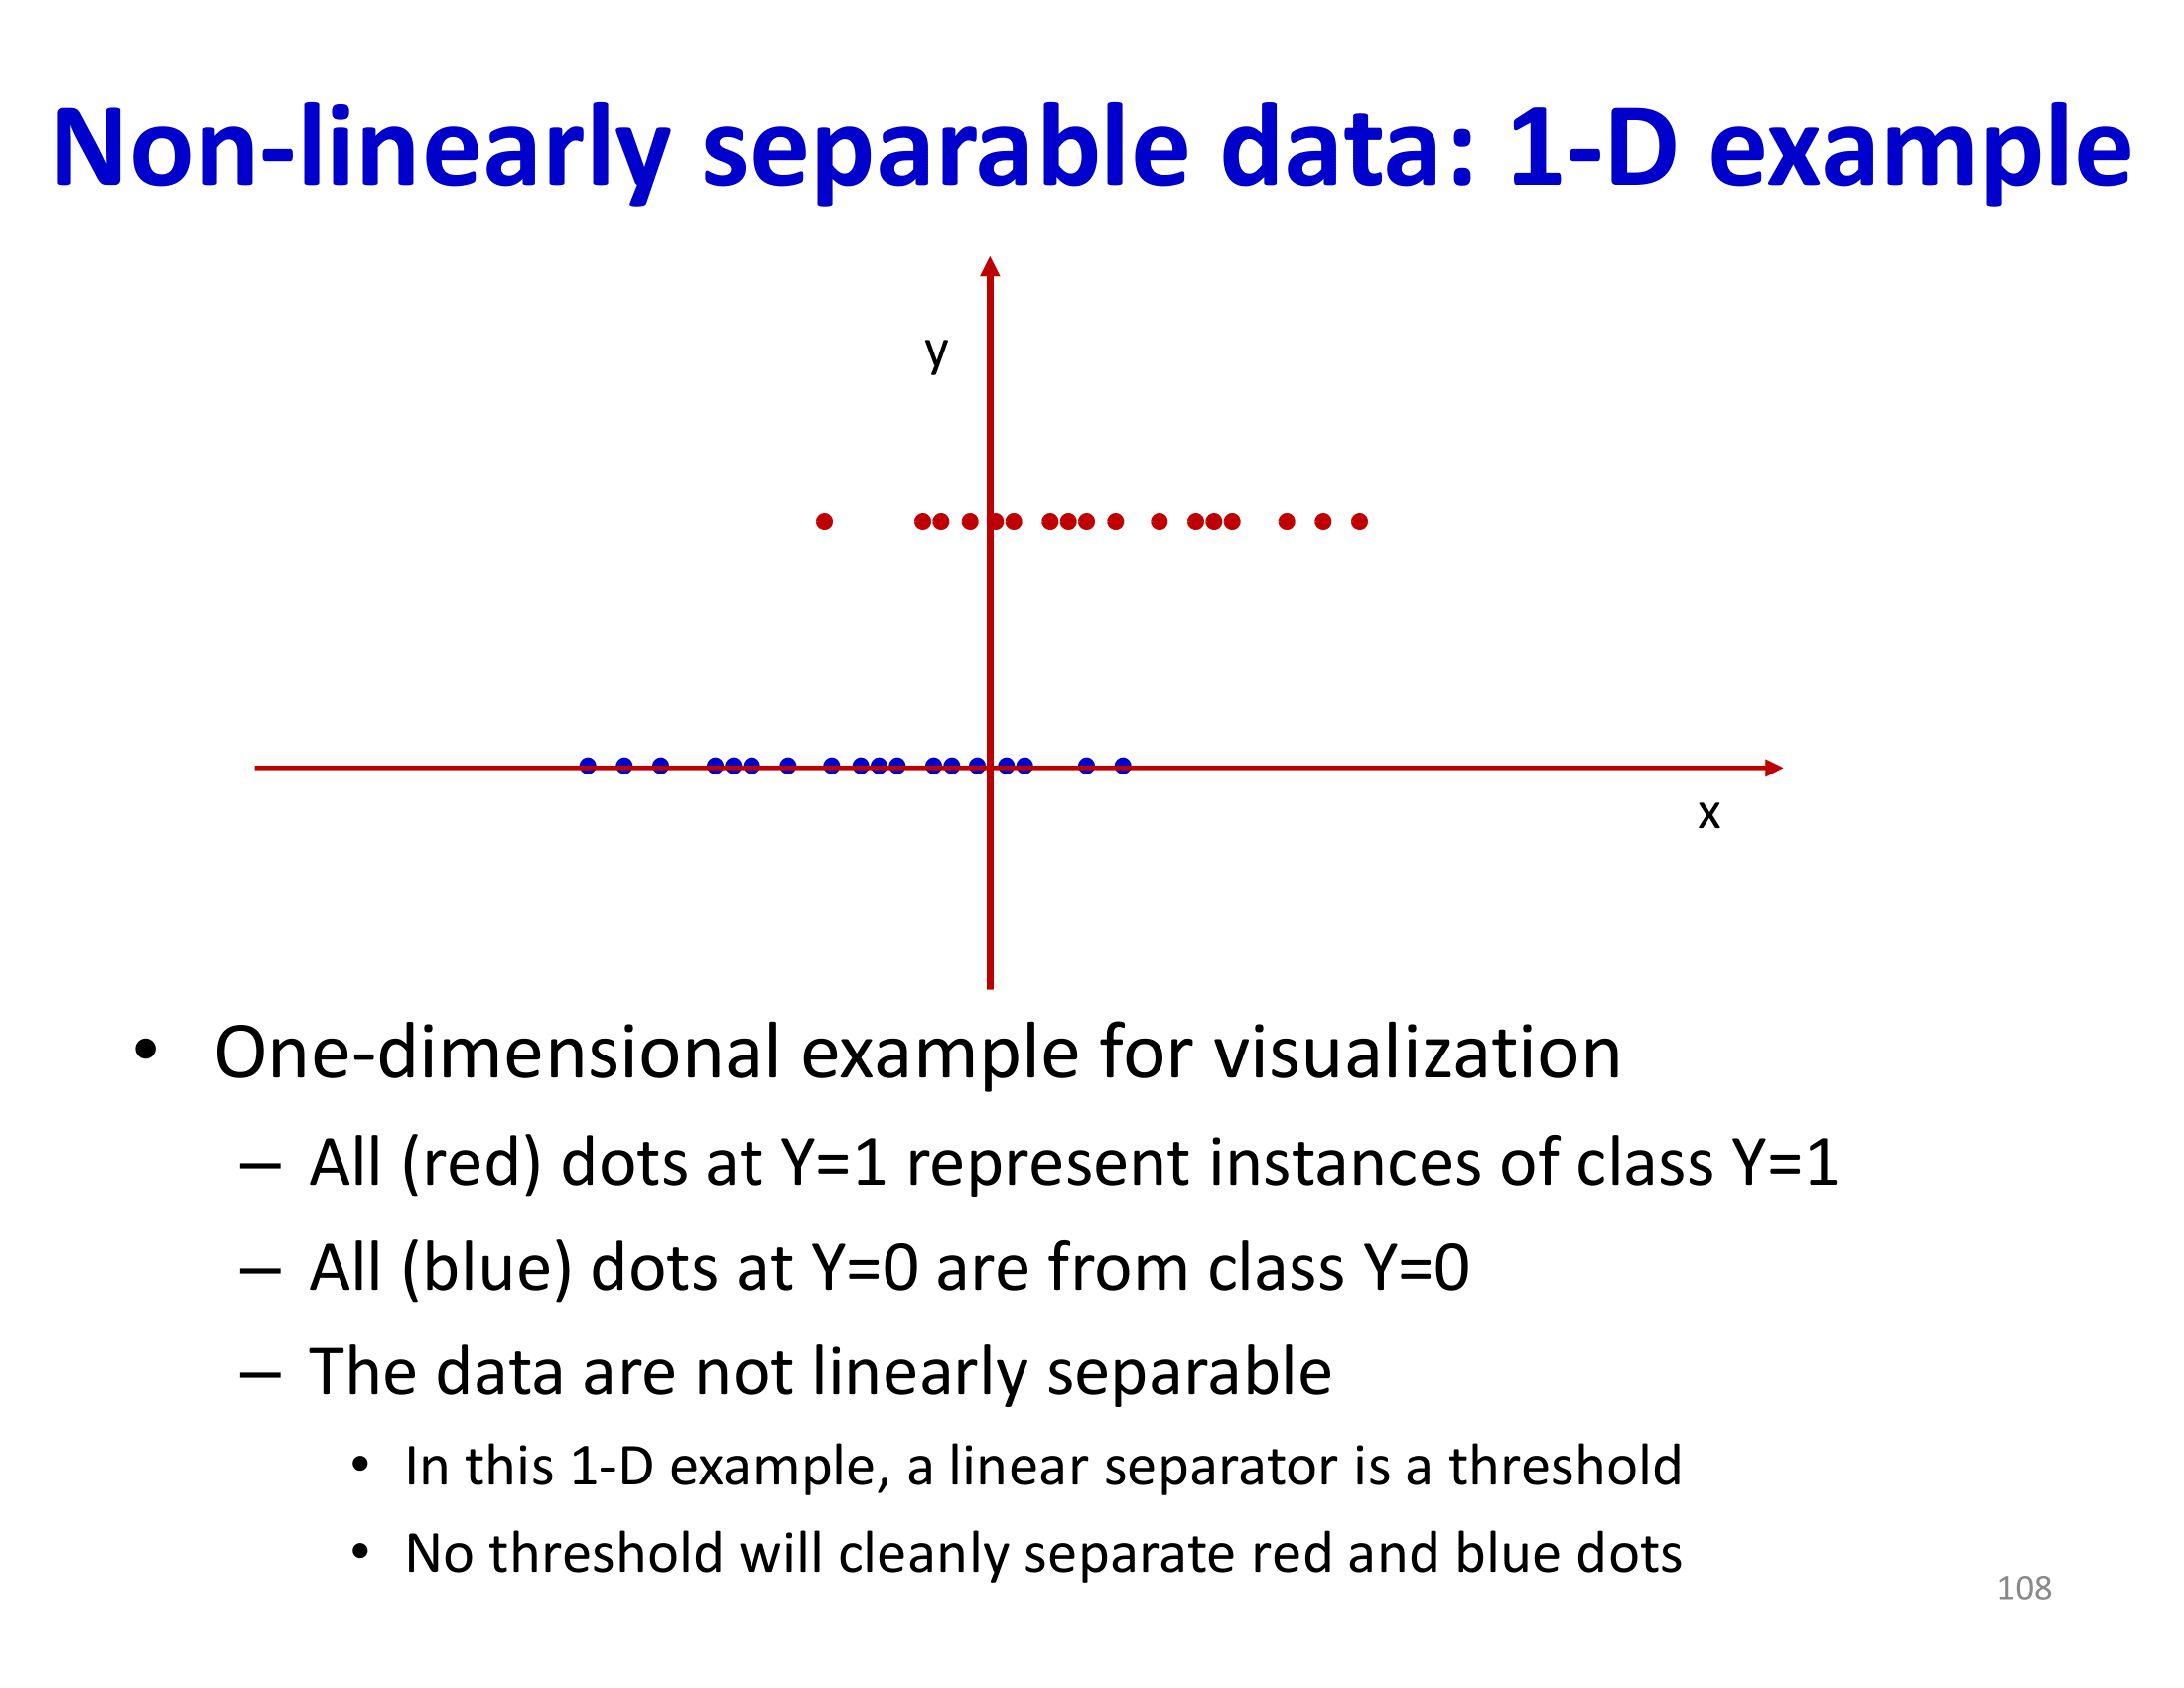 Non-linearly separable data: 1-D example
y
x
• One-dimensional example for visualization
– All (red) dots at Y=1 represent instances of class Y=1
– All (blue) dots at Y=0 are from class Y=0
– The data are not linearly separable
• In this 1-D example, a linear separator is a threshold
• No threshold will cleanly separate red and blue dots
108